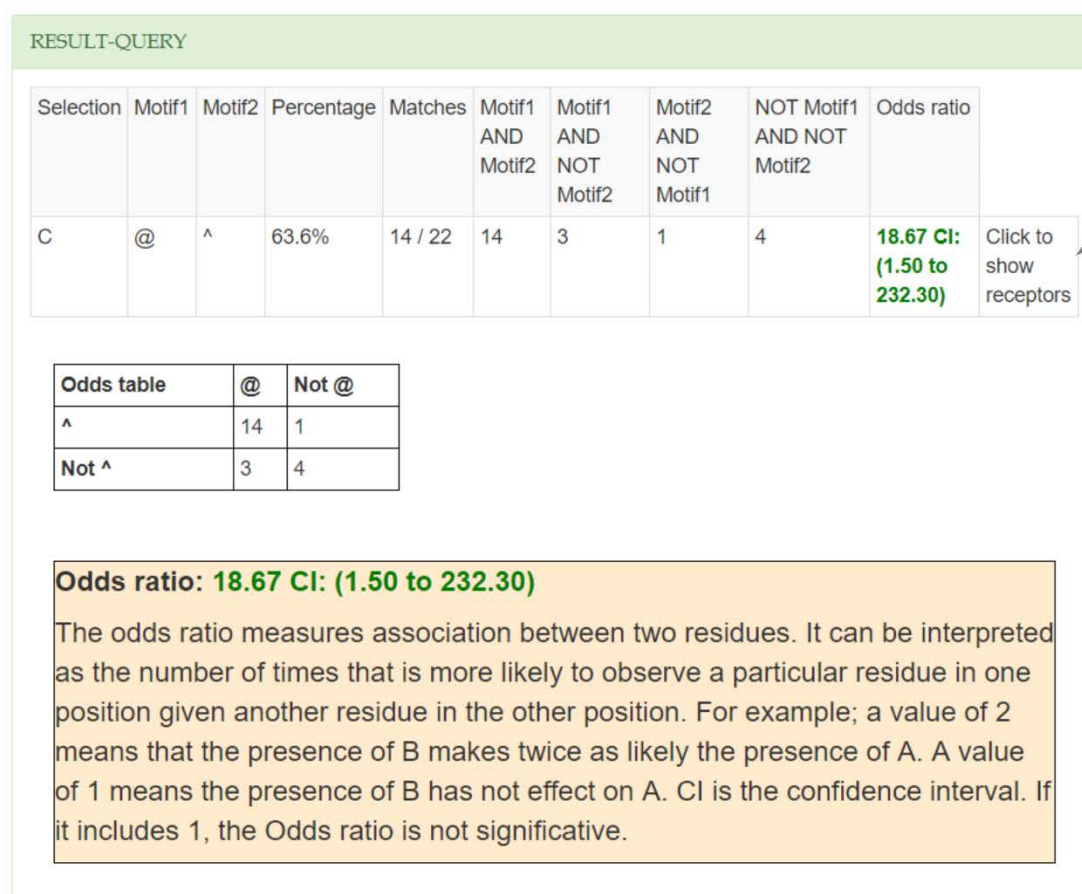 RESULT-QUERY
Selection Motif1 Motif2 Percentage Matches Motif1 AND Motif2 Motif1 AND NOT Motif2 Motif2 AND NOT Motif1 NOT Motif1 AND NOT Motif2 Odds ratio
C @ ^ 63.6% 14 / 22 14 3 1 4 18.67 CI: (1.50 to 232.30) Click to show receptors
Odds table @ Not @
^ 14 1
Not ^ 3 4
Odds ratio: 18.67 CI: (1.50 to 232.30)
The odds ratio measures association between two residues. It can be interpreted
as the number of times that is more likely to observe a particular residue in one
position given another residue in the other position. For example; a value of 2
means that the presence of B makes twice as likely the presence of A. A value
of 1 means the presence of B has not effect on A. CI is the confidence interval. If
it includes 1, the Odds ratio is not significative.